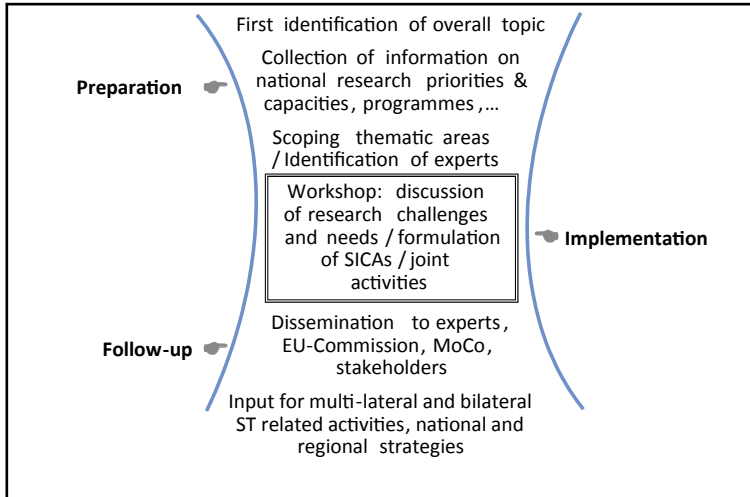 First identification of overall topic
Collection of information on
national research priorities &
capacities, programmes,...
Preparation
Scoping thematic areas
/Identification of experts
Workshop: discussion
of research challenges
and needs / formulation
of SICAs / joint
activities
Implementation
Dissemination to experts,
EU-Commission, MoCo,
stakeholders
Follow-up
Input for multi-lateral and bilateral
ST related activities, national and
regional strategies